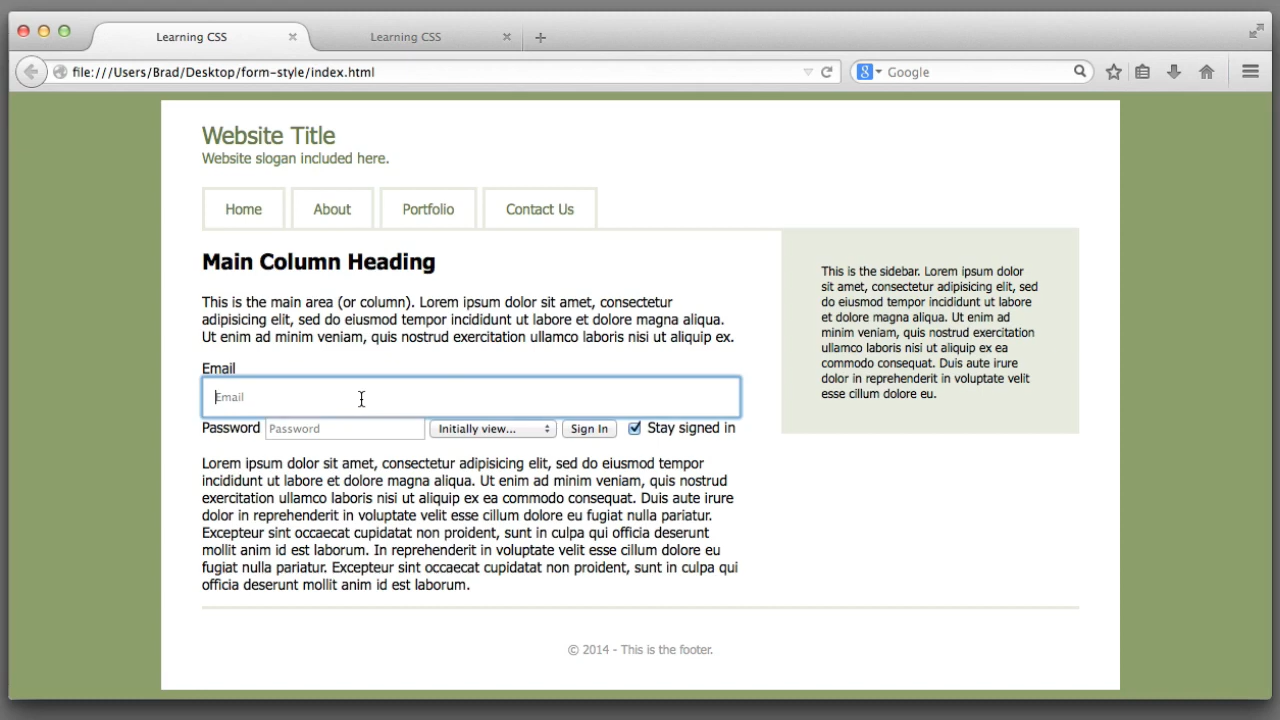 Learning CSS
Learning CSS
file:///Users/Brad/Desktop/form-style/index.html
Google
Website Title
Website slogan included here.
Home About Portfolio Contact Us
Main Column Heading
This is the main area (or column). Lorem ipsum dolor sit amet, consectetur
adipisicing elit, sed do eiusmod tempor incididunt ut labore et dolore magna aliqua.
Ut enim ad minim veniam, quis nostrud exercitation ullamco laboris nisi ut aliquip ex.
Email
Email
Password Password Initially view... Sign In Stay signed in
Lorem ipsum dolor sit amet, consectetur adipisicing elit, sed do eiusmod tempor
incididunt ut labore et dolore magna aliqua. Ut enim ad minim veniam, quis nostrud
exercitation ullamco laboris nisi ut aliquip ex ea commodo consequat. Duis aute irure
dolor in reprehenderit in voluptate velit esse cillum dolore eu fugiat nulla pariatur.
Excepteur sint occaecat cupidatat non proident, sunt in culpa qui officia deserunt
mollit anim id est laborum. In reprehenderit in voluptate velit esse cillum dolore eu
fugiat nulla pariatur. Excepteur sint occaecat cupidatat non proident, sunt in culpa qui
officia deserunt mollit anim id est laborum.
This is the sidebar. Lorem ipsum dolor
sit amet, consectetur adipisicing elit, sed
do eiusmod tempor incididunt ut labore
et dolore magna aliqua. Ut enim ad
minim veniam, quis nostrud exercitation
ullamco laboris nisi ut aliquip ex ea
commodo consequat. Duis aute irure
dolor in reprehenderit in voluptate velit
esse cillum dolore eu.
© 2014 - This is the footer.